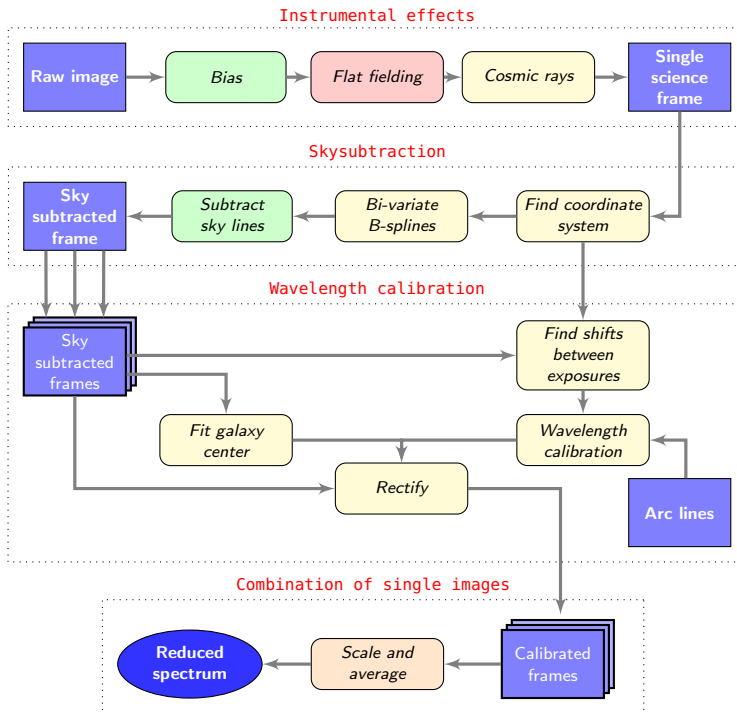 Instrumental effects
Raw image
Bias
Flat fielding
Cosmic rays
Single
science
frame
Skysubtraction
Sky
subtracted
frame
Subtract
sky lines
Bi-variate
B-splines
Find coordinate
system
Wavelength calibration
Sky
subtracted
frames
Find shifts
between
exposures
Fit galaxy
center
Wavelength
calibration
Rectify
Arc lines
Combination of single images
Reduced
spectrum
Scale and
average
Calibrated
frames